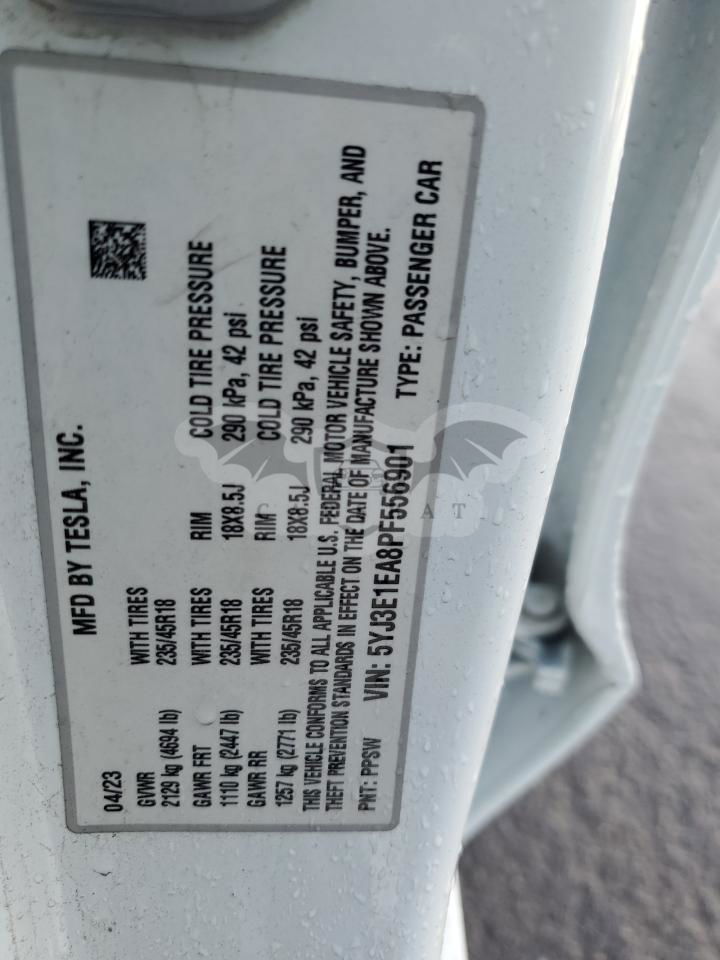 MFD BY TESLA, INC.
04/23
GVWR WITH TIRES
2129 kg (4694 lb) 235/45R18
GAWR FRT WITH TIRES RIM COLD TIRE PRESSURE
1110 kg (2447 lb) 235/45R18 18X8.5J 290 kPa, 42 psi
GAWR RR WITH TIRES RIM COLD TIRE PRESSURE
1257 kg (2771 lb) 235/45R18 18X8.5J 290 kPa, 42 psi
THIS VEHICLE CONFORMS TO ALL APPLICABLE U.S. FEDERAL MOTOR VEHICLE SAFETY, BUMPER, AND
THEFT PREVENTION STANDARDS IN EFFECT ON THE DATE OF MANUFACTURE SHOWN ABOVE.
PNT: PPSW VIN: 5YJ3E1EA8PF556901 TYPE: PASSENGER CAR